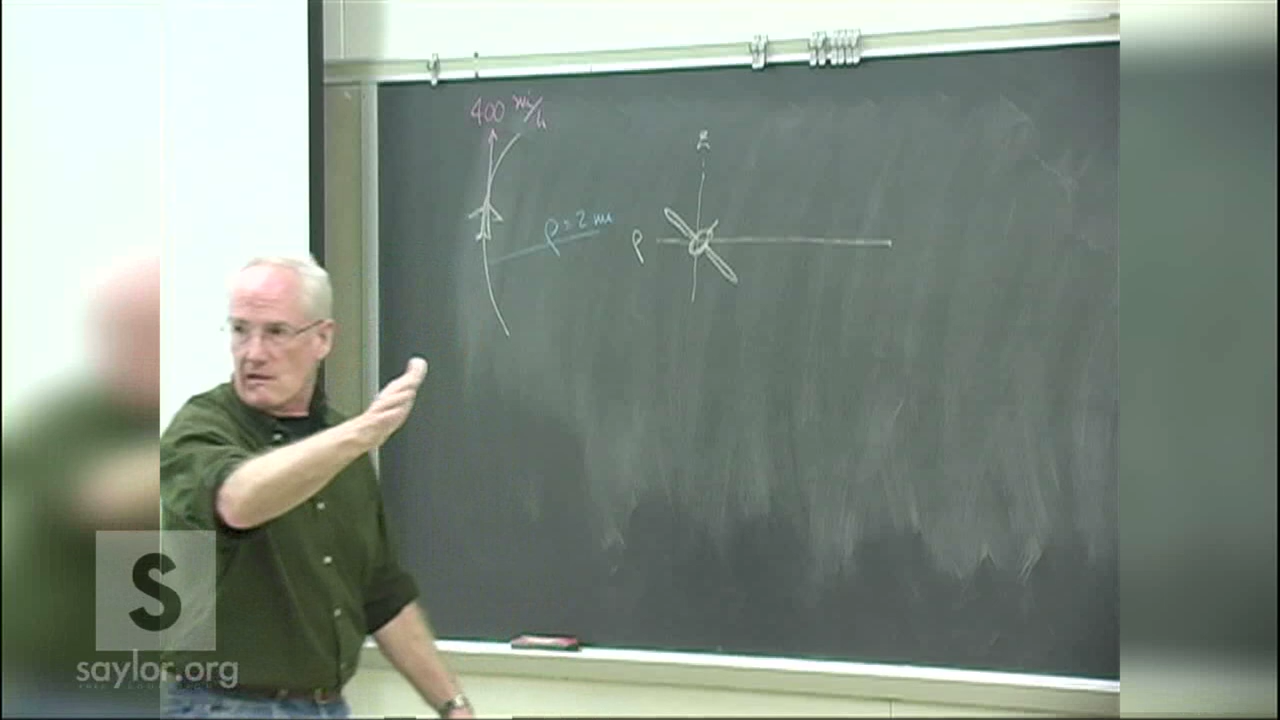 400 mi/h
ρ = 2 mi
z
ρ
S
saylor.org